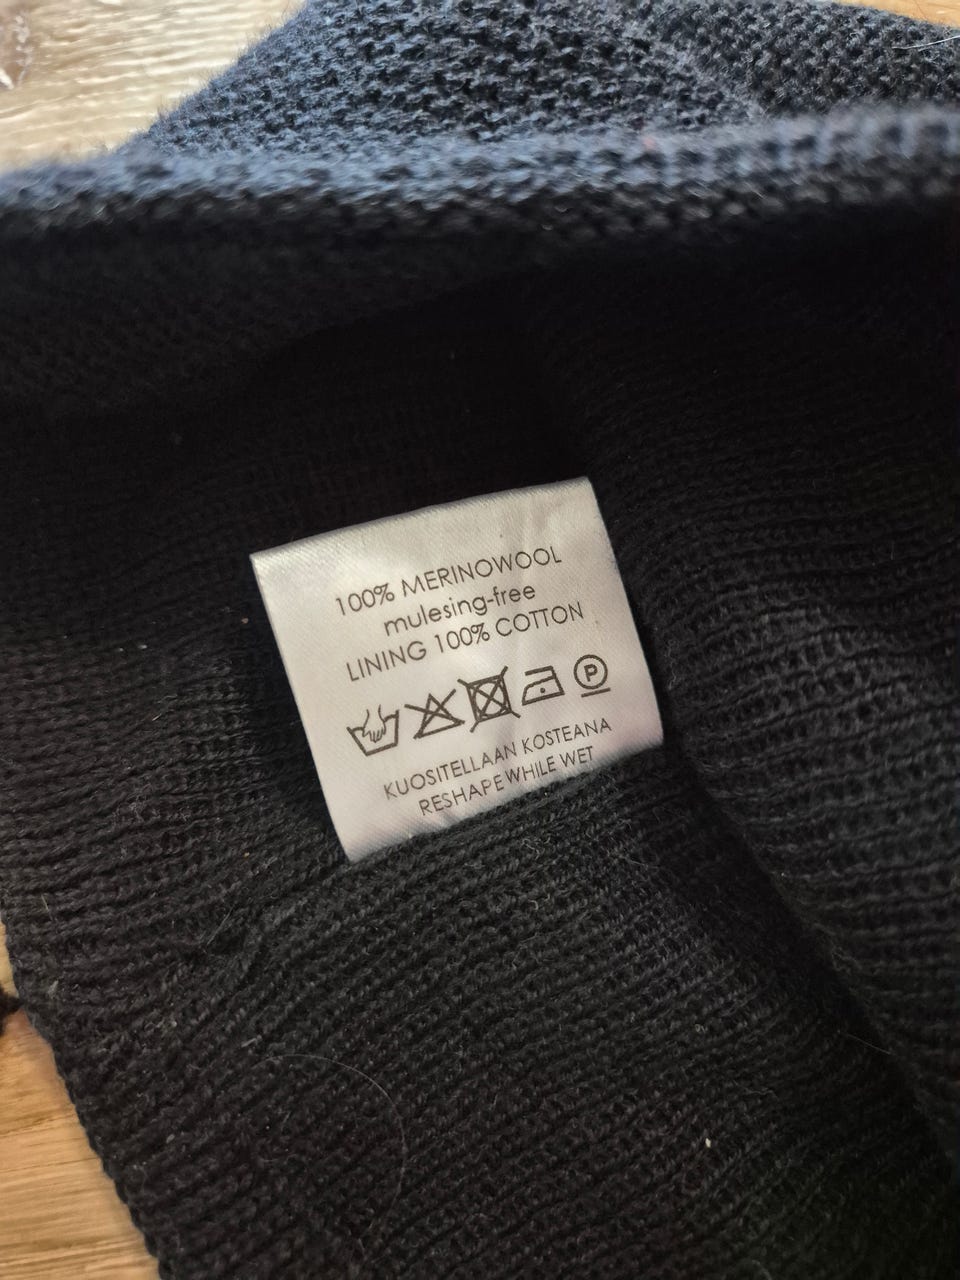 100% MERINOWOOL
mulesing-free
LINING 100% COTTON
P
KUOSITELLAAN KOSTEANA
RESHAPE WHILE WET